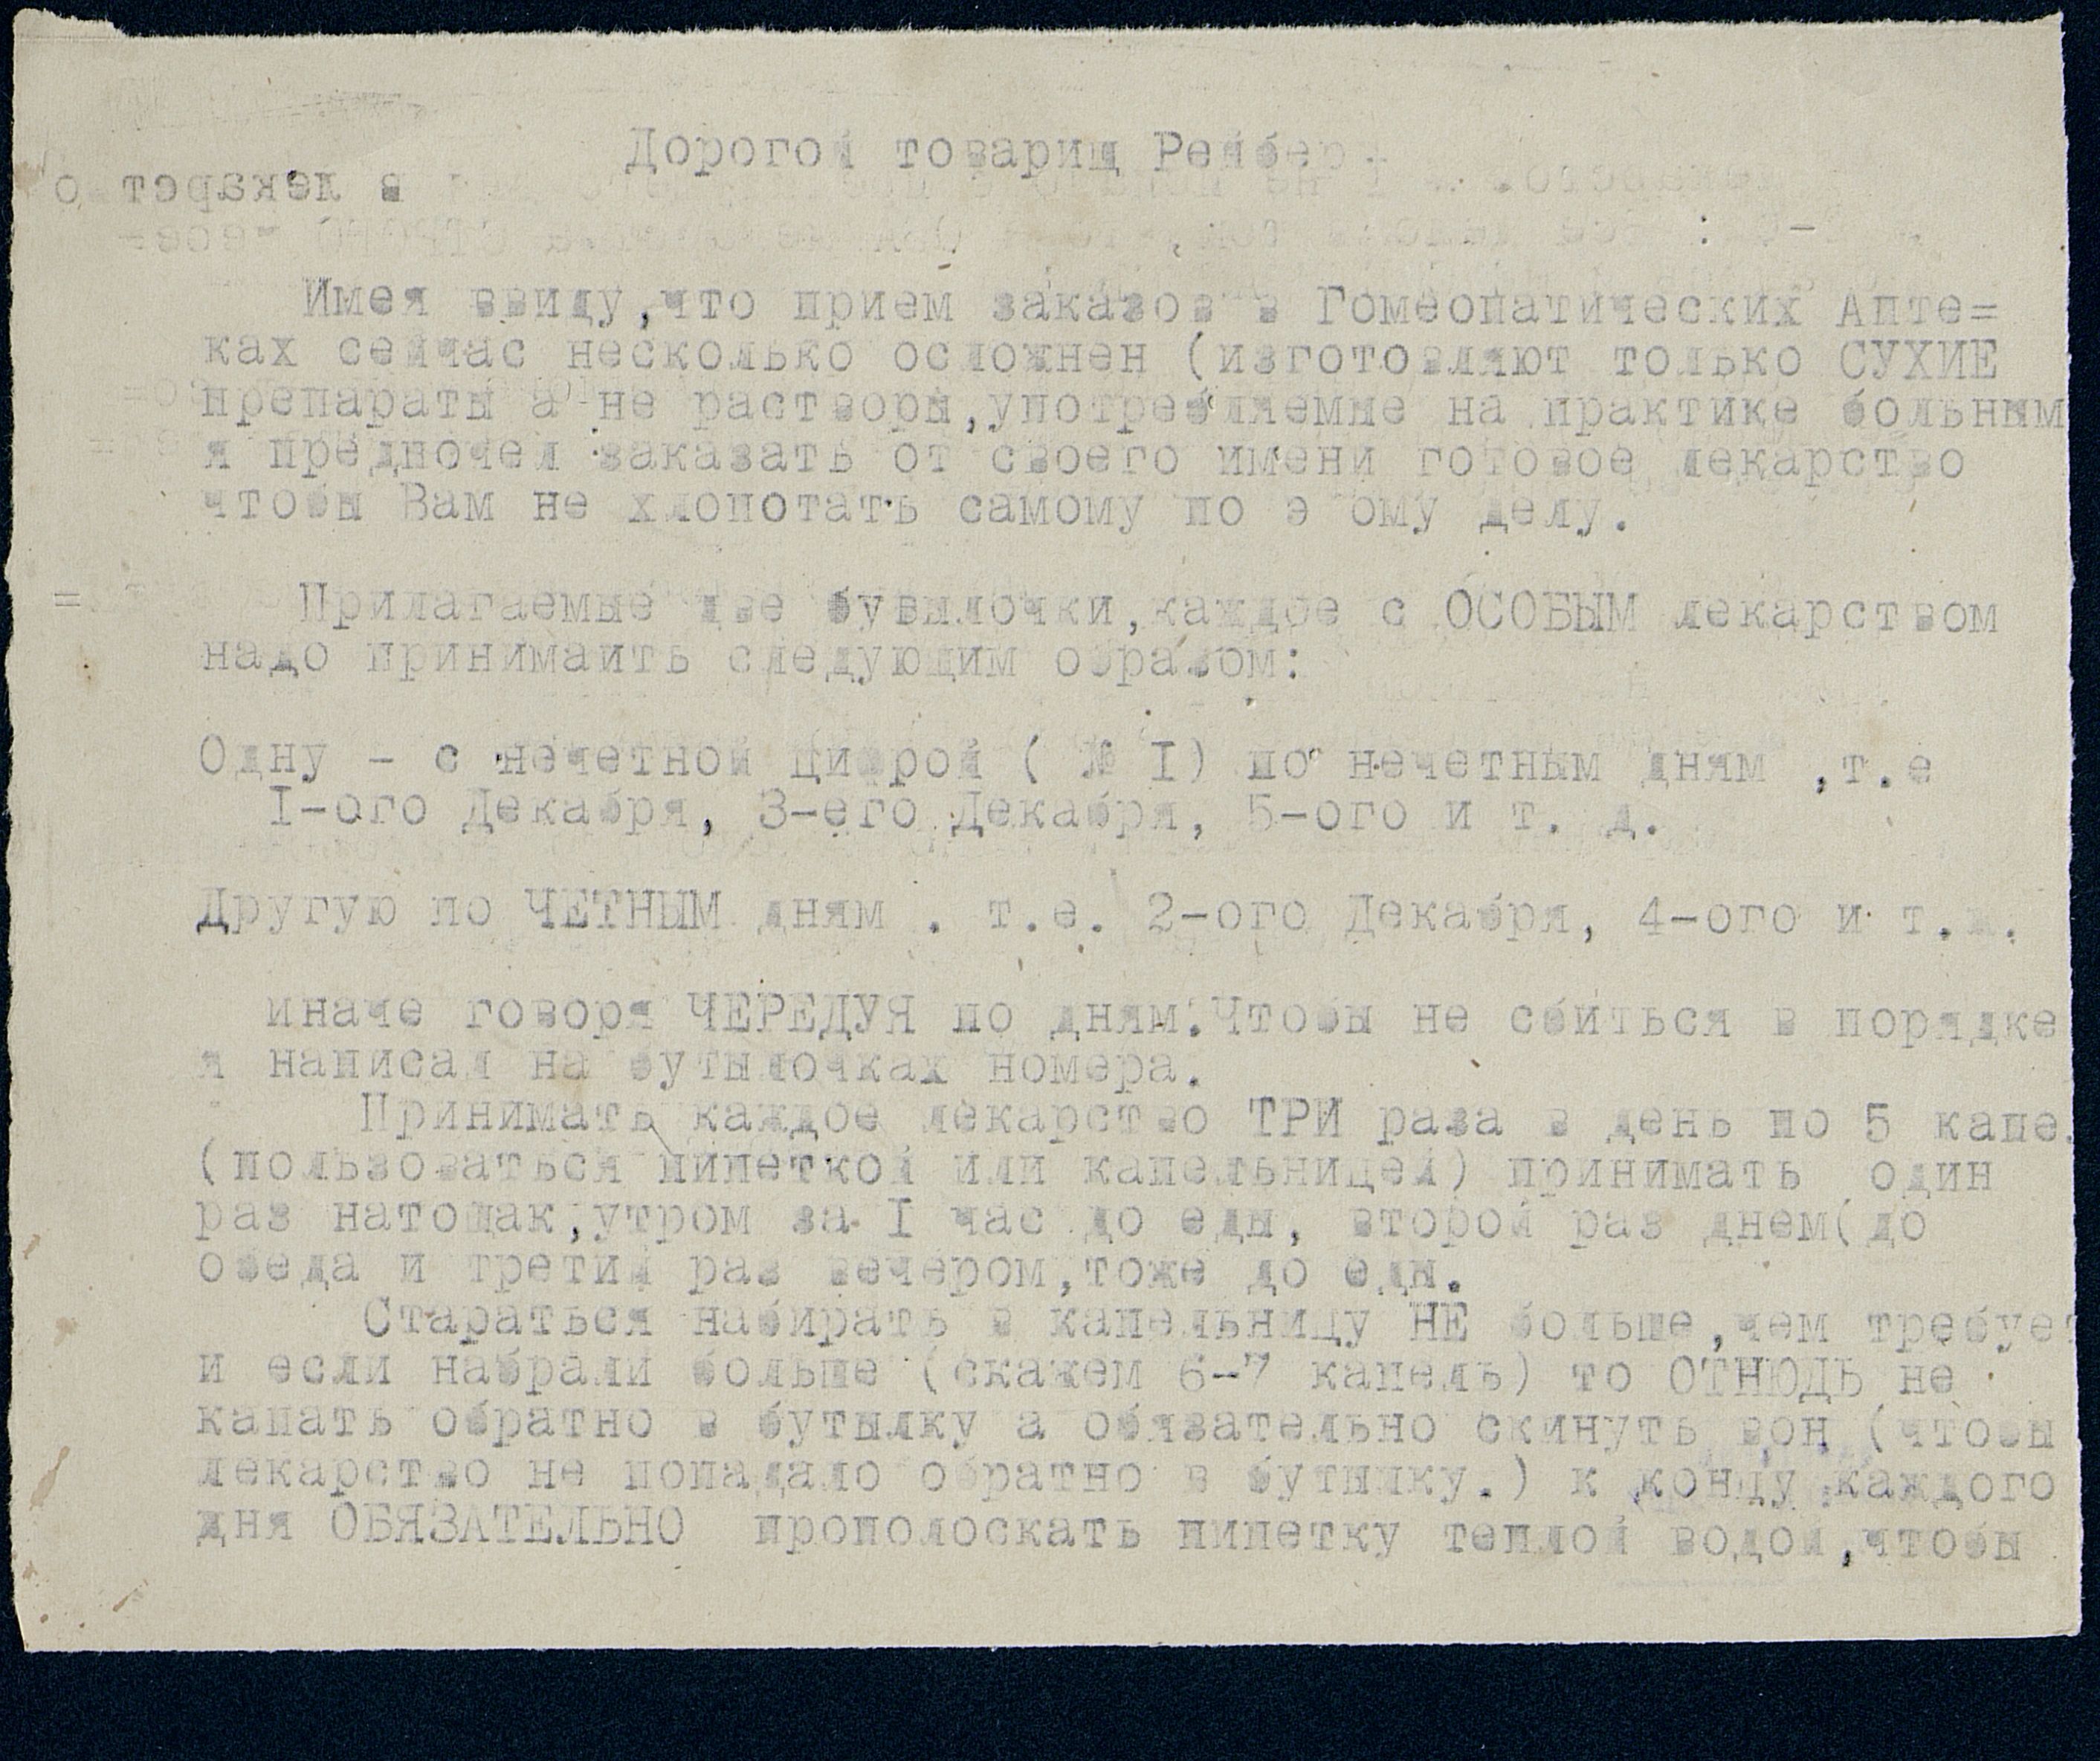 Дорогой товарищ Рейбер
Имея ввиду,что прием заказов в Гомеопатических Апте=
ках сейчас несколько осложнен (изготовляют только СУХИЕ
препараты а не растворы,употребляемые на практике больным
я предпочел заказать от своего имени готовое лекарство
чтобы Вам не хлопотать самому по э ому делу.
Прилагаемые две бувылочки,каждое с ОСОБЫМ лекарством
надо принимаить следующим образом:
Одну - с нечетной цифрой ( № I) по нечетным дням ,т.е
I-ого Декабря, 3-его Декабря, 5-ого и т. д.
Другую по ЧЕТНЫМ дням . т.е. 2-ого Декабря, 4-ого и т.д.
иначе говоря ЧЕРЕДУЯ по дням.Чтобы не сбиться в порядке
я написал на бутылочках номера.
Принимать каждое лекарство ТРИ раза в день по 5 капе
(пользоваться пипеткой или капельницей) принимать один
раз натощак,утром за I час до еды, второй раз днем(до
обеда и третий раз вечером,тоже до еды.
Стараться набирать в капельницу НЕ больше,чем требует
и если набрали больше (скажем 6-7 капель) то ОТНЮДЬ не
капать обратно в бутылку а обязательно скинуть вон (чтобы
лекарство не попадало обратно в бутылку.) к концу каждого
дня ОБЯЗАТЕЛЬНО прополоскать пипетку теплой водой,чтобы